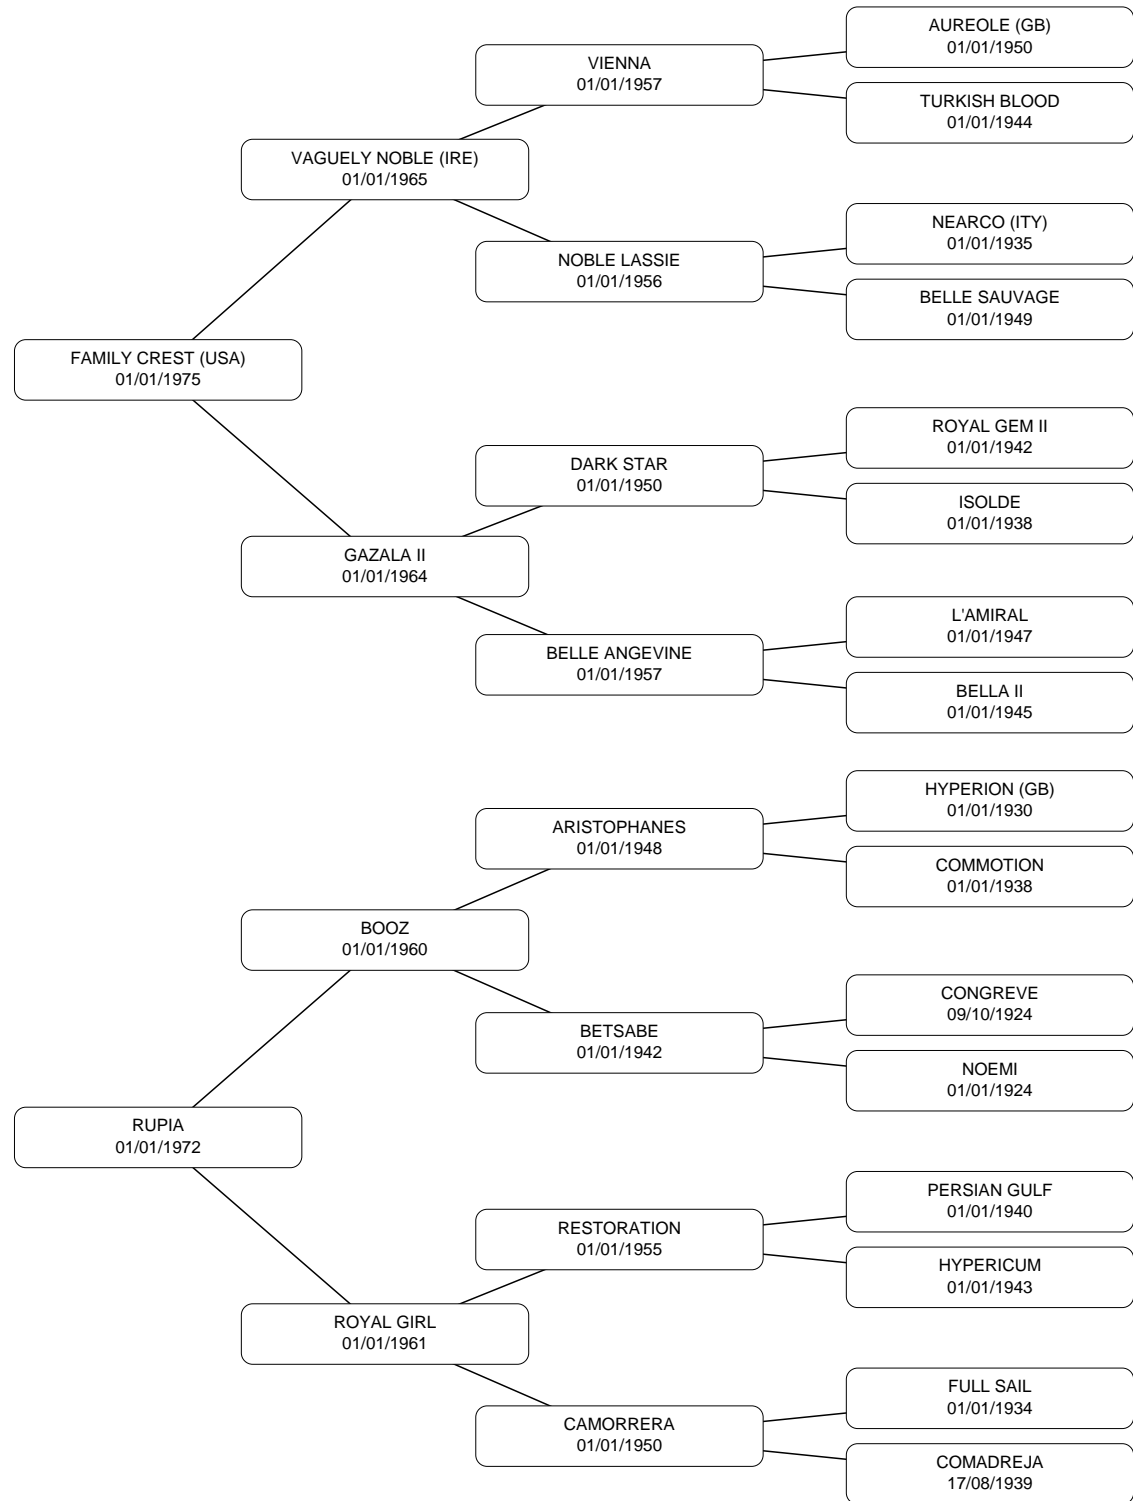 AUREOLE (GB)
01/01/1950
VIENNA
01/01/1957
TURKISH BLOOD
01/01/1944
VAGUELY NOBLE (IRE)
01/01/1965
NEARCO (ITY)
01/01/1935
NOBLE LASSIE
01/01/1956
BELLE SAUVAGE
01/01/1949
FAMILY CREST (USA)
01/01/1975
ROYAL GEM II
01/01/1942
DARK STAR
01/01/1950
ISOLDE
01/01/1938
GAZALA II
01/01/1964
L'AMIRAL
01/01/1947
BELLE ANGEVINE
01/01/1957
BELLA II
01/01/1945
HYPERION (GB)
01/01/1930
ARISTOPHANES
01/01/1948
COMMOTION
01/01/1938
BOOZ
01/01/1960
CONGREVE
09/10/1924
BETSABE
01/01/1942
NOEMI
01/01/1924
RUPIA
01/01/1972
PERSIAN GULF
01/01/1940
RESTORATION
01/01/1955
HYPERICUM
01/01/1943
ROYAL GIRL
01/01/1961
FULL SAIL
01/01/1934
CAMORRERA
01/01/1950
COMADREJA
17/08/1939